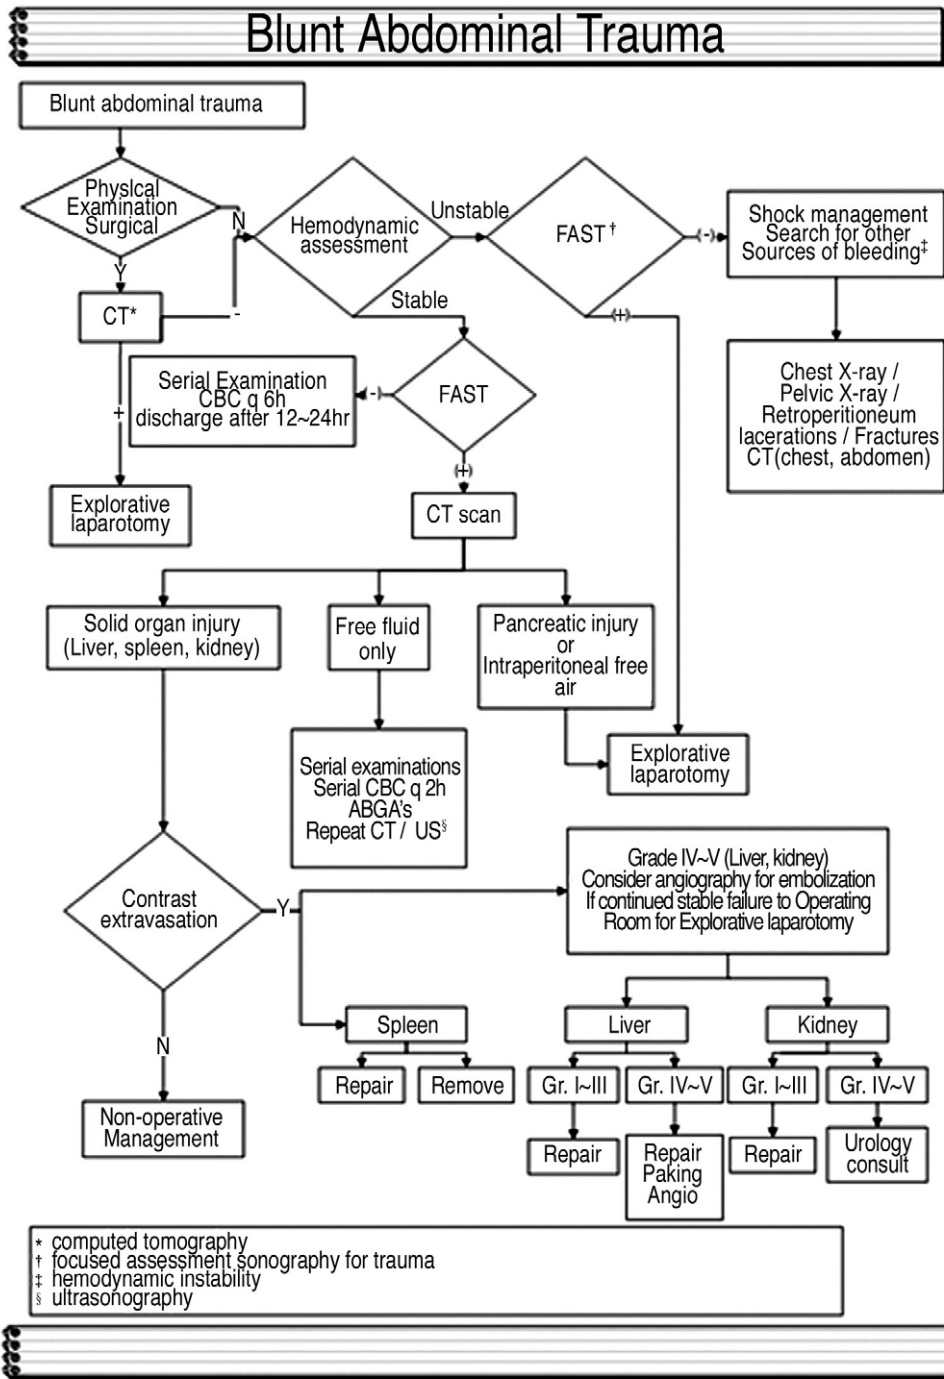 Blunt Abdominal Trauma
Blunt abdominal trauma
Physlcal
Examination
Surgical
N
Y
Hemodynamic
assessment
Unstable
Stable
FAST†
(-)
(+)
Shock management
Search for other
Sources of bleeding‡
CT*
-
+
Chest X-ray /
Pelvic X-ray /
Retroperitioneum
lacerations / Fractures
CT(chest, abdomen)
Serial Examination
CBC q 6h
discharge after 12~24hr
(-)
FAST
(+)
Explorative
laparotomy
CT scan
Solid organ injury
(Liver, spleen, kidney)
Free fluid
only
Pancreatic injury
or
Intraperitoneal free
air
Serial examinations
Serial CBC q 2h
ABGA's
Repeat CT / US§
Explorative
laparotomy
Contrast
extravasation
Y
N
Grade IV~V (Liver, kidney)
Consider angiography for embolization
If continued stable failure to Operating
Room for Explorative laparotomy
Spleen
Liver
Kidney
Repair
Remove
Gr. I~III
Gr. IV~V
Gr. I~III
Gr. IV~V
Non-operative
Management
Repair
Repair
Paking
Angio
Repair
Urology
consult
* computed tomography
† focused assessment sonography for trauma
‡ hemodynamic instability
§ ultrasonography